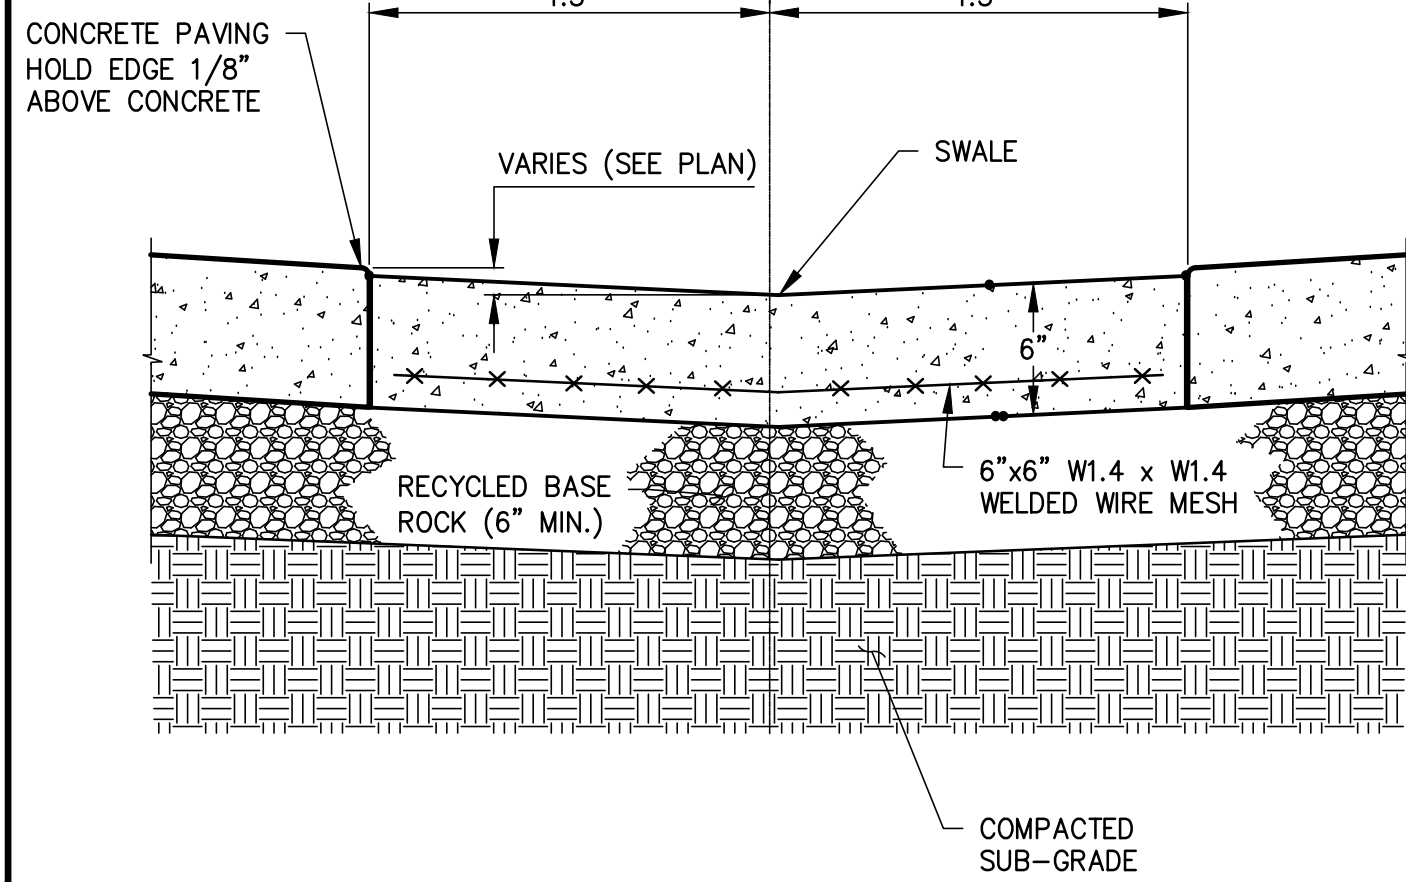 CONCRETE PAVING
HOLD EDGE 1/8”
ABOVE CONCRETE
VARIES (SEE PLAN)
SWALE
6”
RECYCLED BASE
ROCK (6” MIN.)
6”x6” W1.4 x W1.4
WELDED WIRE MESH
COMPACTED
SUB-GRADE